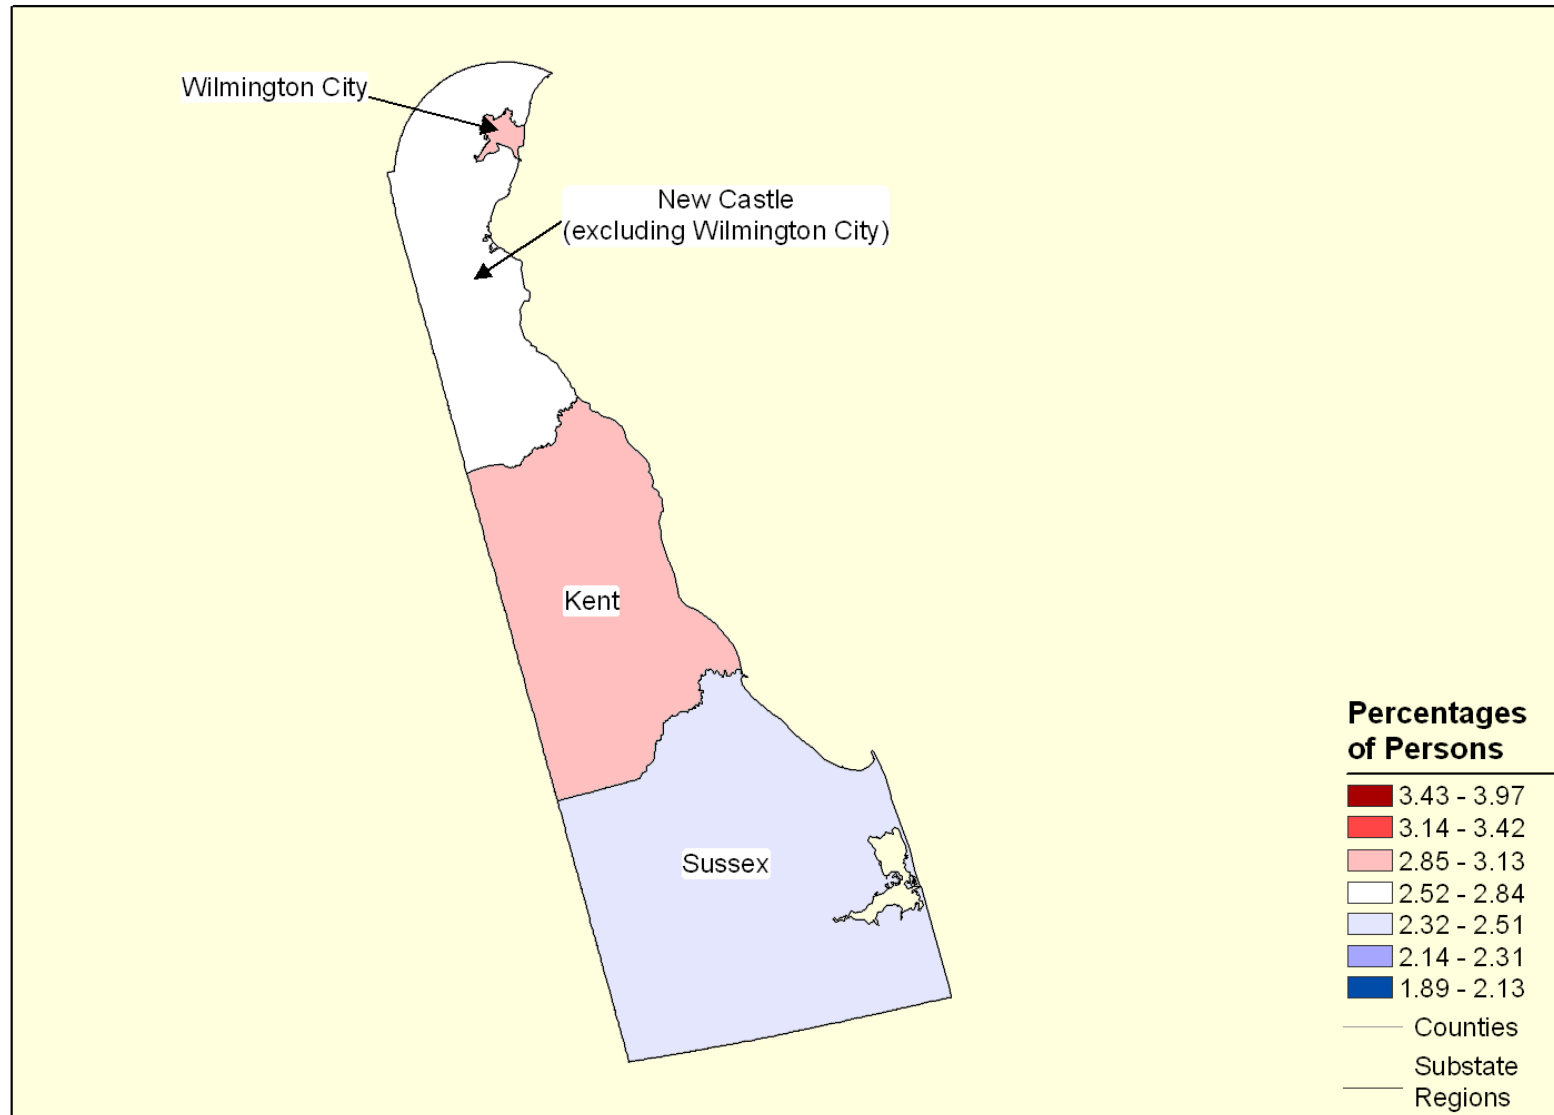 Wilmington City
New Castle
(excluding Wilmington City)
Kent
Sussex
Percentages
of Persons
3.43 - 3.97
3.14 - 3.42
2.85 - 3.13
2.52 - 2.84
2.32 - 2.51
2.14 - 2.31
1.89 - 2.13
Counties
Substate
Regions